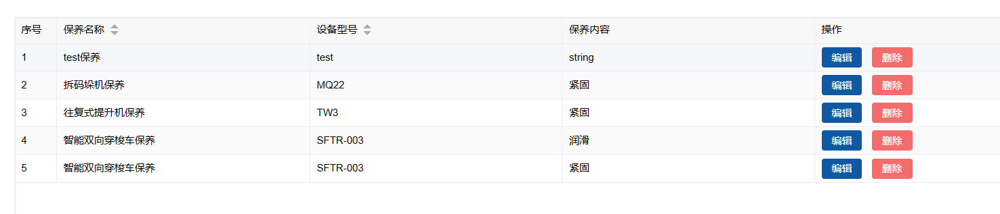 序号 保养名称 设备型号 保养内容 操作
1 test保养 test string 编辑 删除
2 拆码垛机保养 MQ22 紧固 编辑 删除
3 往复式提升机保养 TW3 紧固 编辑 删除
4 智能双向穿梭车保养 SFTR-003 润滑 编辑 删除
5 智能双向穿梭车保养 SFTR-003 紧固 编辑 删除